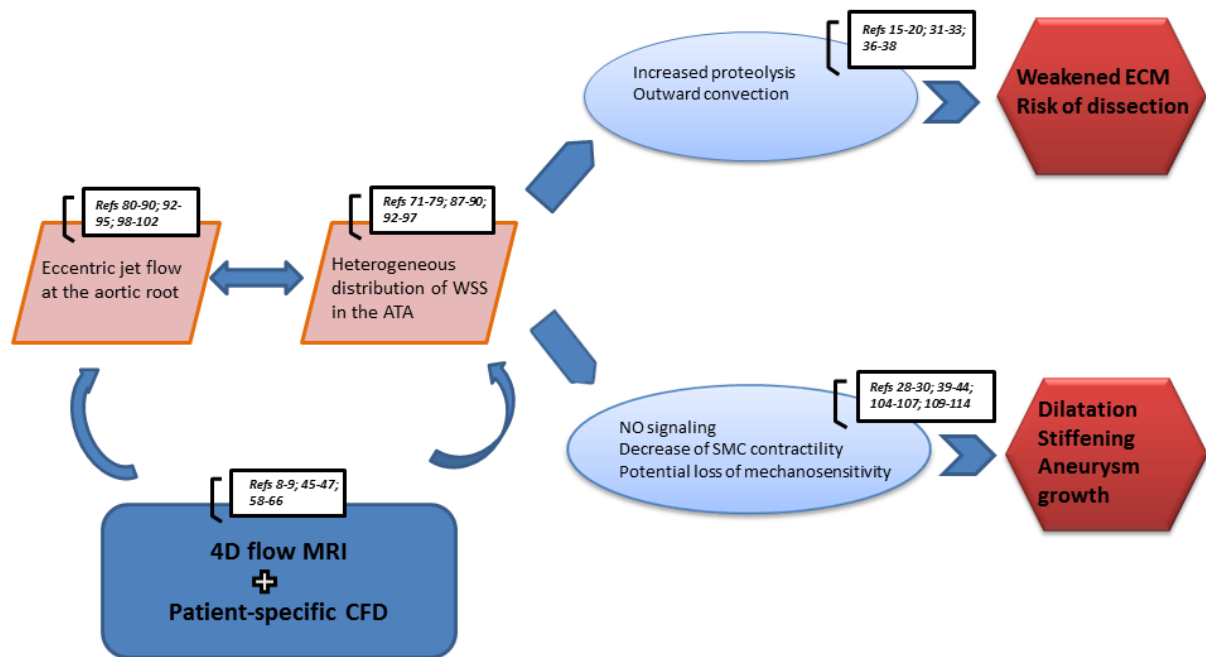 Refs 15-20; 31-33;
36-38
Increased proteolysis
Outward convection
Weakened ECM
Risk of dissection
Refs 80-90; 92-
95; 98-102
Eccentric jet flow
at the aortic root
Refs 71-79; 87-90;
92-97
Heterogeneous
distribution of WSS
in the ATA
Refs 28-30; 39-44;
104-107; 109-114
NO signaling
Decrease of SMC contractility
Potential loss of mechanosensitivity
Dilatation
Stiffening
Aneurysm
growth
Refs 8-9; 45-47;
58-66
4D flow MRI
Patient-specific CFD